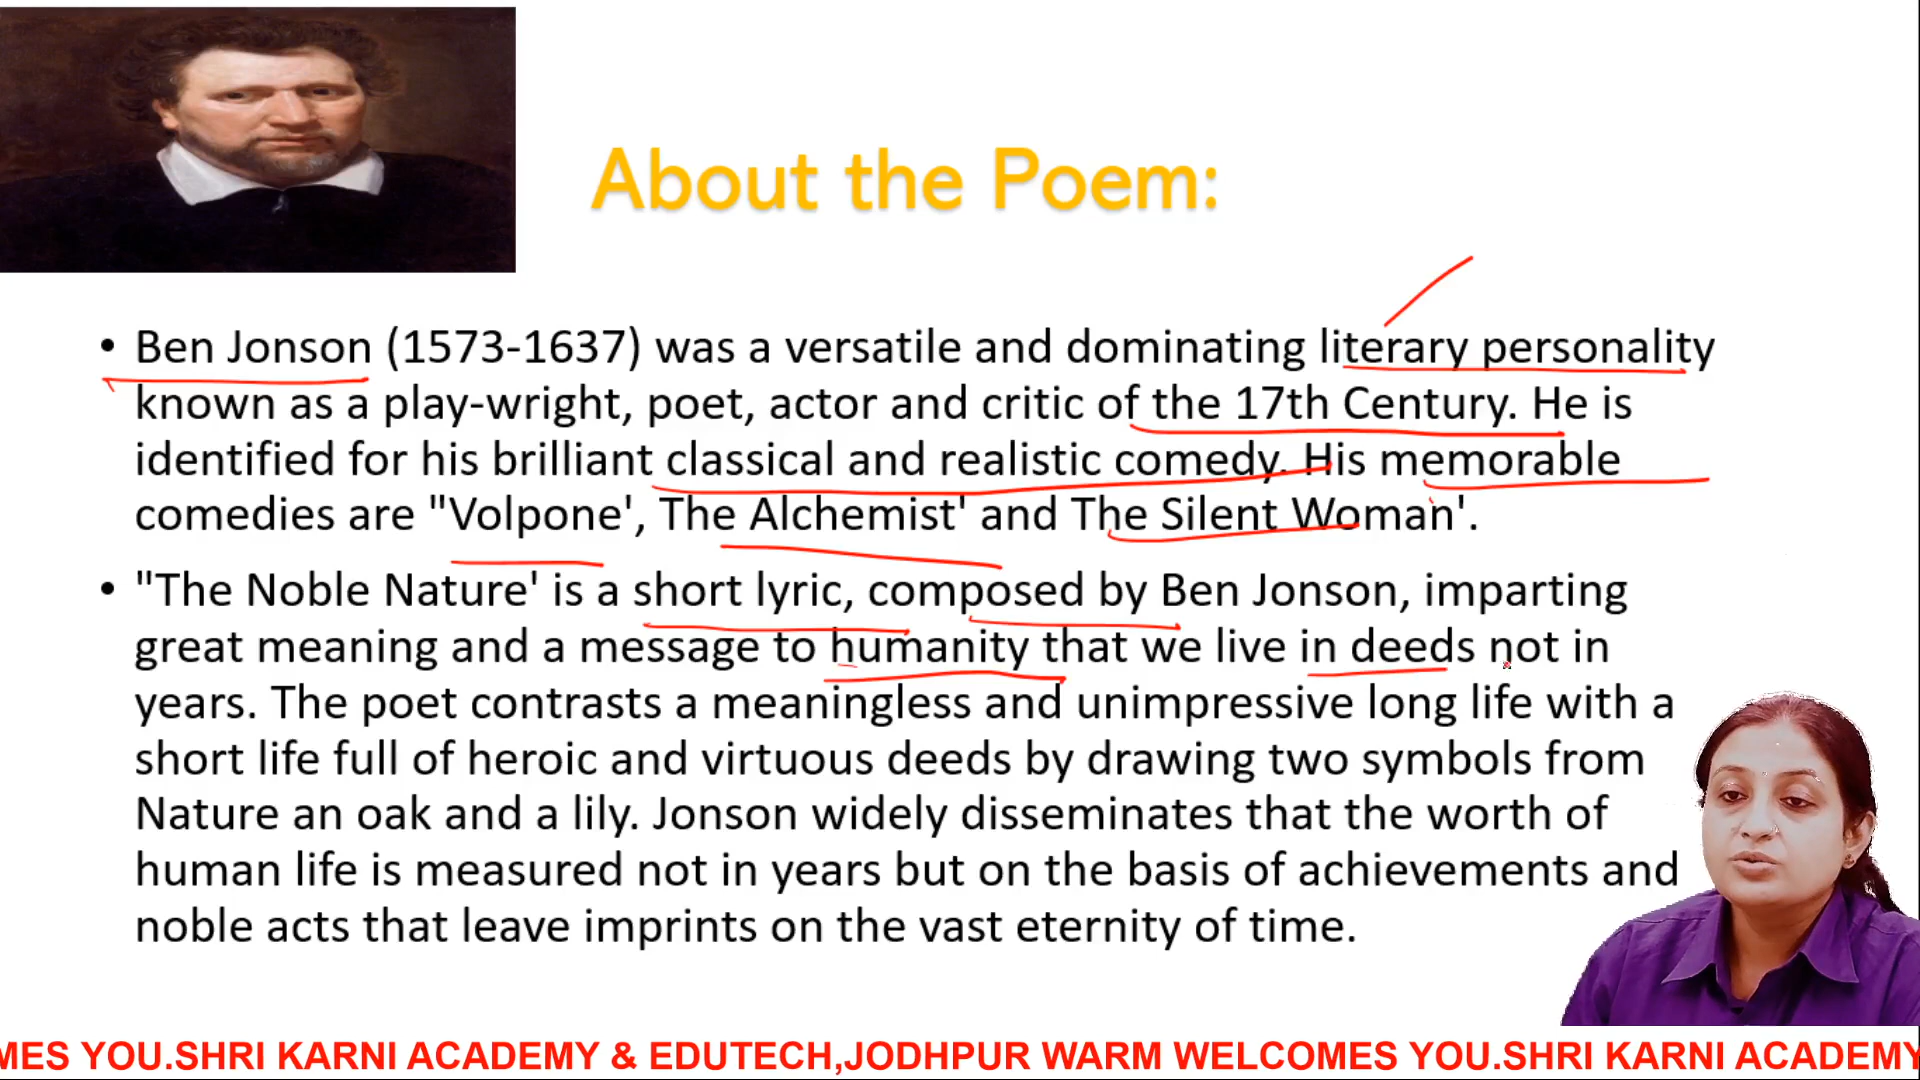 About the Poem:
• Ben Jonson (1573-1637) was a versatile and dominating literary personality
known as a play-wright, poet, actor and critic of the 17th Century. He is
identified for his brilliant classical and realistic comedy. His memorable
comedies are "Volpone', The Alchemist' and The Silent Woman'.
• "The Noble Nature' is a short lyric, composed by Ben Jonson, imparting
great meaning and a message to humanity that we live in deeds not in
years. The poet contrasts a meaningless and unimpressive long life with a
short life full of heroic and virtuous deeds by drawing two symbols from
Nature an oak and a lily. Jonson widely disseminates that the worth of
human life is measured not in years but on the basis of achievements and
noble acts that leave imprints on the vast eternity of time.
MES YOU.SHRI KARNI ACADEMY & EDUTECH,JODHPUR WARM WELCOMES YOU.SHRI KARNI ACADEMY